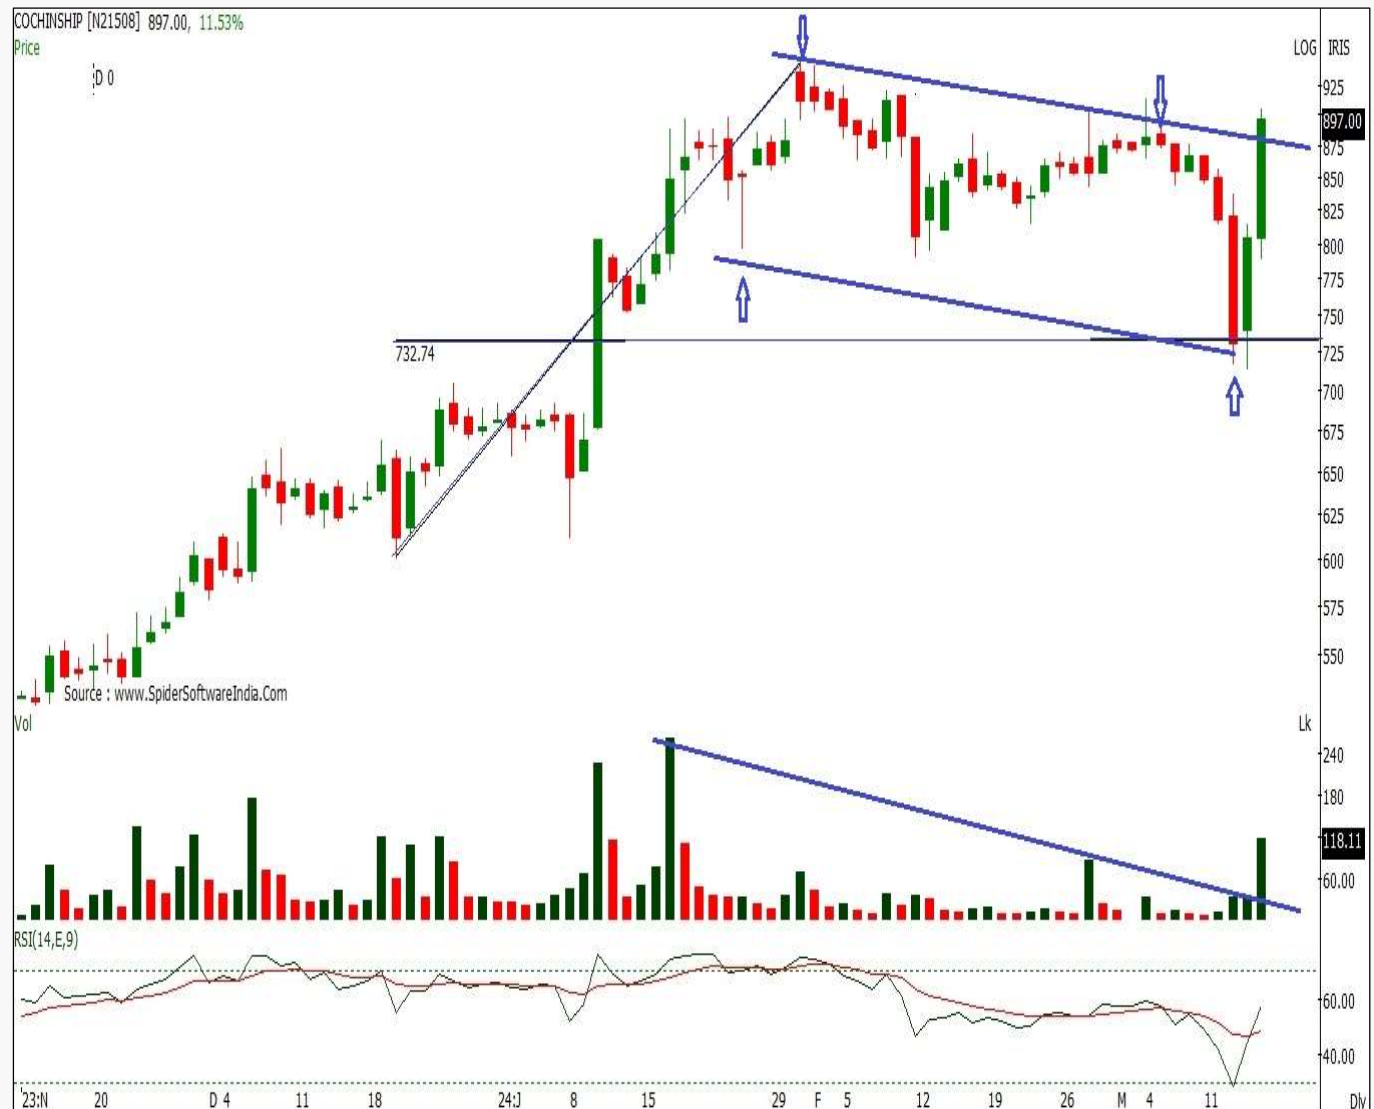 COCHINSHIP [N21508] 897.00, 11.53%
Price
LOG IRIS
D 0
925
897.00
875
850
825
800
775
750
732.74
725
700
675
650
625
600
575
550
Source : www.SpiderSoftwareIndia.Com
Vol
Lk
240
180
118.11
60.00
RSI(14,E,9)
60.00
40.00
23:N 20 D 4 11 18 24:J 8 15 29 F 5 12 19 26 M 4 11 Dly